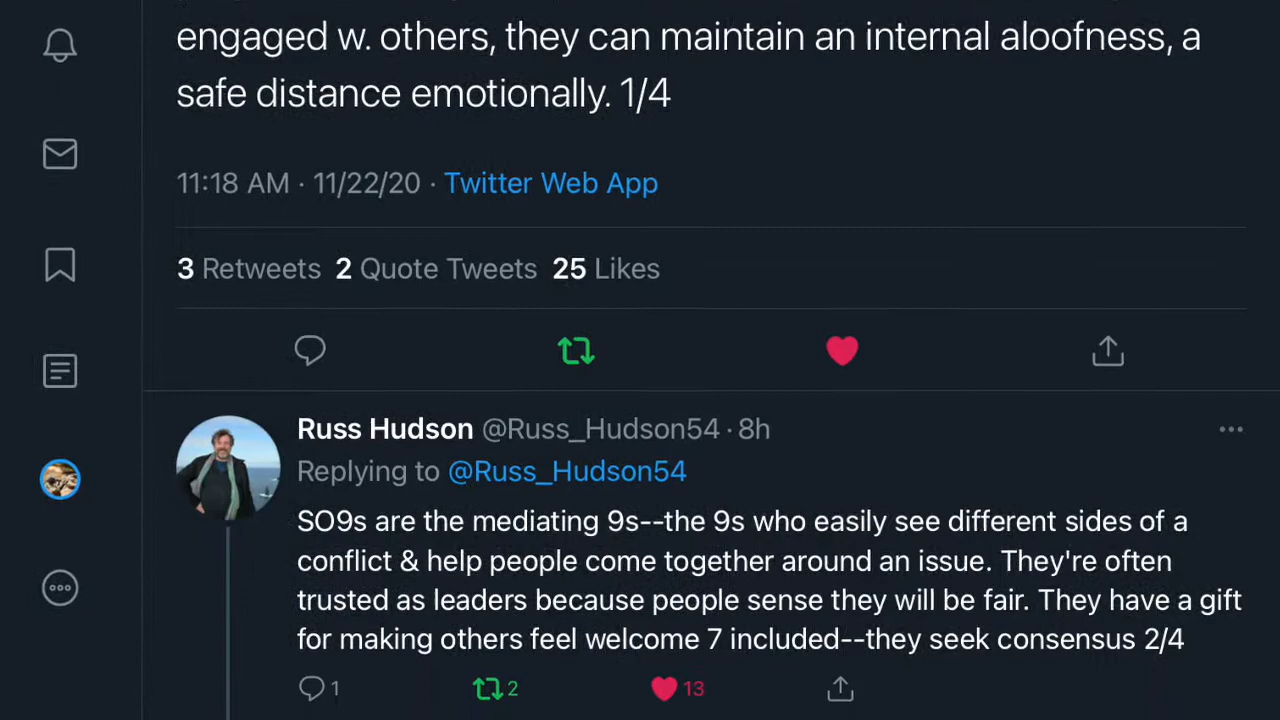 engaged w. others, they can maintain an internal aloofness, a
safe distance emotionally. 1/4
11:18 AM · 11/22/20 · Twitter Web App
3 Retweets 2 Quote Tweets 25 Likes
Russ Hudson @Russ_Hudson54 · 8h
Replying to @Russ_Hudson54
SO9s are the mediating 9s--the 9s who easily see different sides of a
conflict & help people come together around an issue. They're often
trusted as leaders because people sense they will be fair. They have a gift
for making others feel welcome 7 included--they seek consensus 2/4
1 2 13